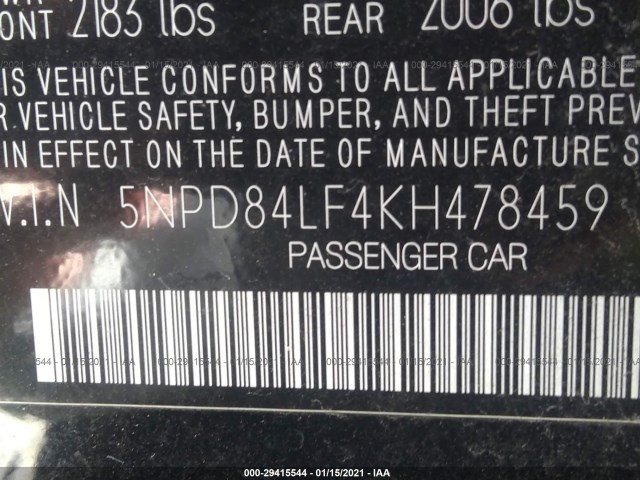 ONT 2183 lbs REAR 2006 lbs
IS VEHICLE CONFORMS TO ALL APPLICABLE
R VEHICLE SAFETY, BUMPER, AND THEFT PREV
IN EFFECT ON THE DATE OF MANUFACTURE S
V.I.N 5NPD84LF4KH478459
PASSENGER CAR
000-29415544 - 01/15/2021 - IAA